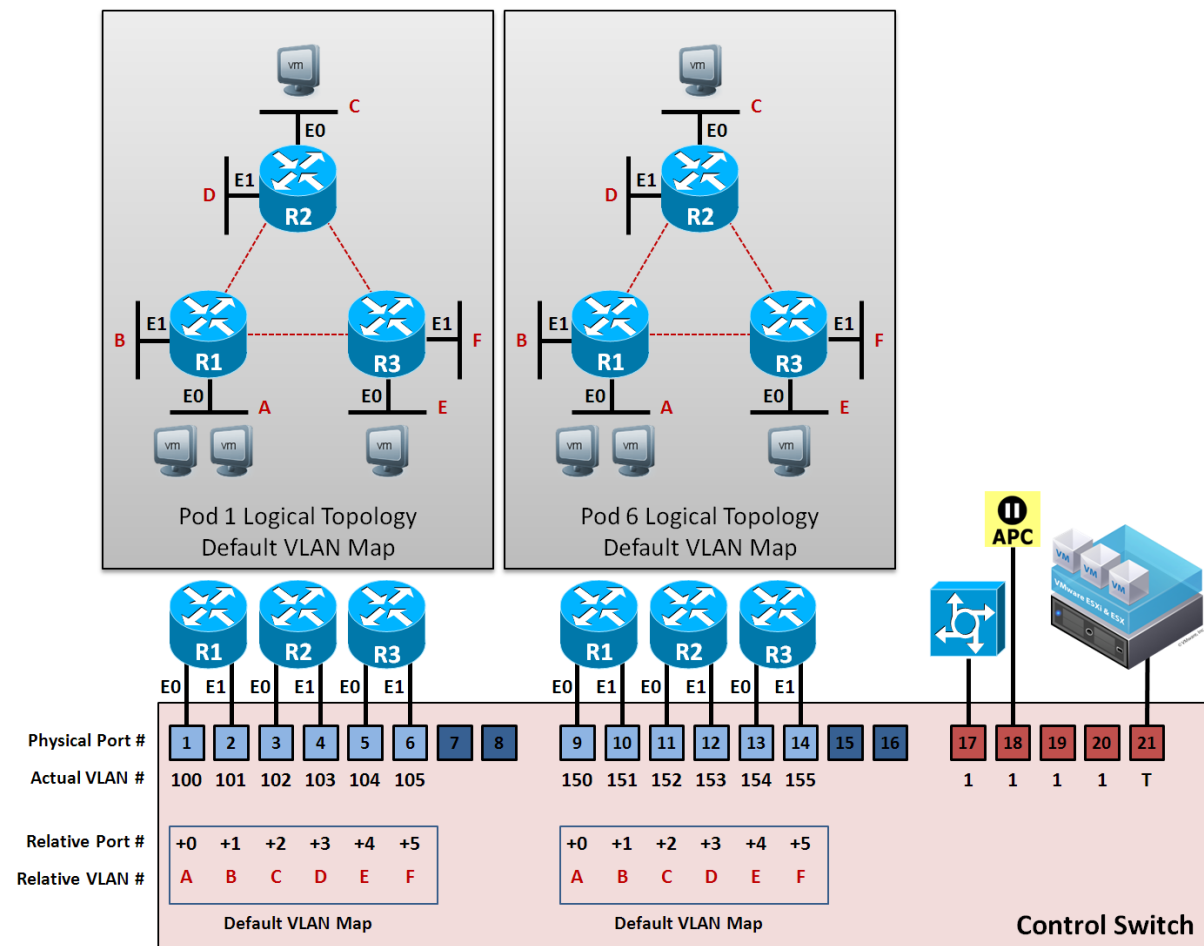 vm
C
E0
E1
D
R2
E1
B
R1
E1
F
R3
E0
A
E0
E
vm
vm
vm
Pod 1 Logical Topology
Default VLAN Map
vm
C
E0
E1
D
R2
E1
B
R1
E1
F
R3
E0
A
E0
E
vm
vm
vm
Pod 6 Logical Topology
Default VLAN Map
APC
VM
VM
VM
VMware ESXi & ESX
R1 R2 R3
R1 R2 R3
E0 E1 E0 E1 E0 E1
E0 E1 E0 E1 E0 E1
Physical Port # 1 2 3 4 5 6 7 8 9 10 11 12 13 14 15 16 17 18 19 20 21
Actual VLAN # 100 101 102 103 104 105 150 151 152 153 154 155 1 1 1 1 T
Relative Port # +0 +1 +2 +3 +4 +5 +0 +1 +2 +3 +4 +5
Relative VLAN # A B C D E F A B C D E F
Default VLAN Map Default VLAN Map
Control Switch